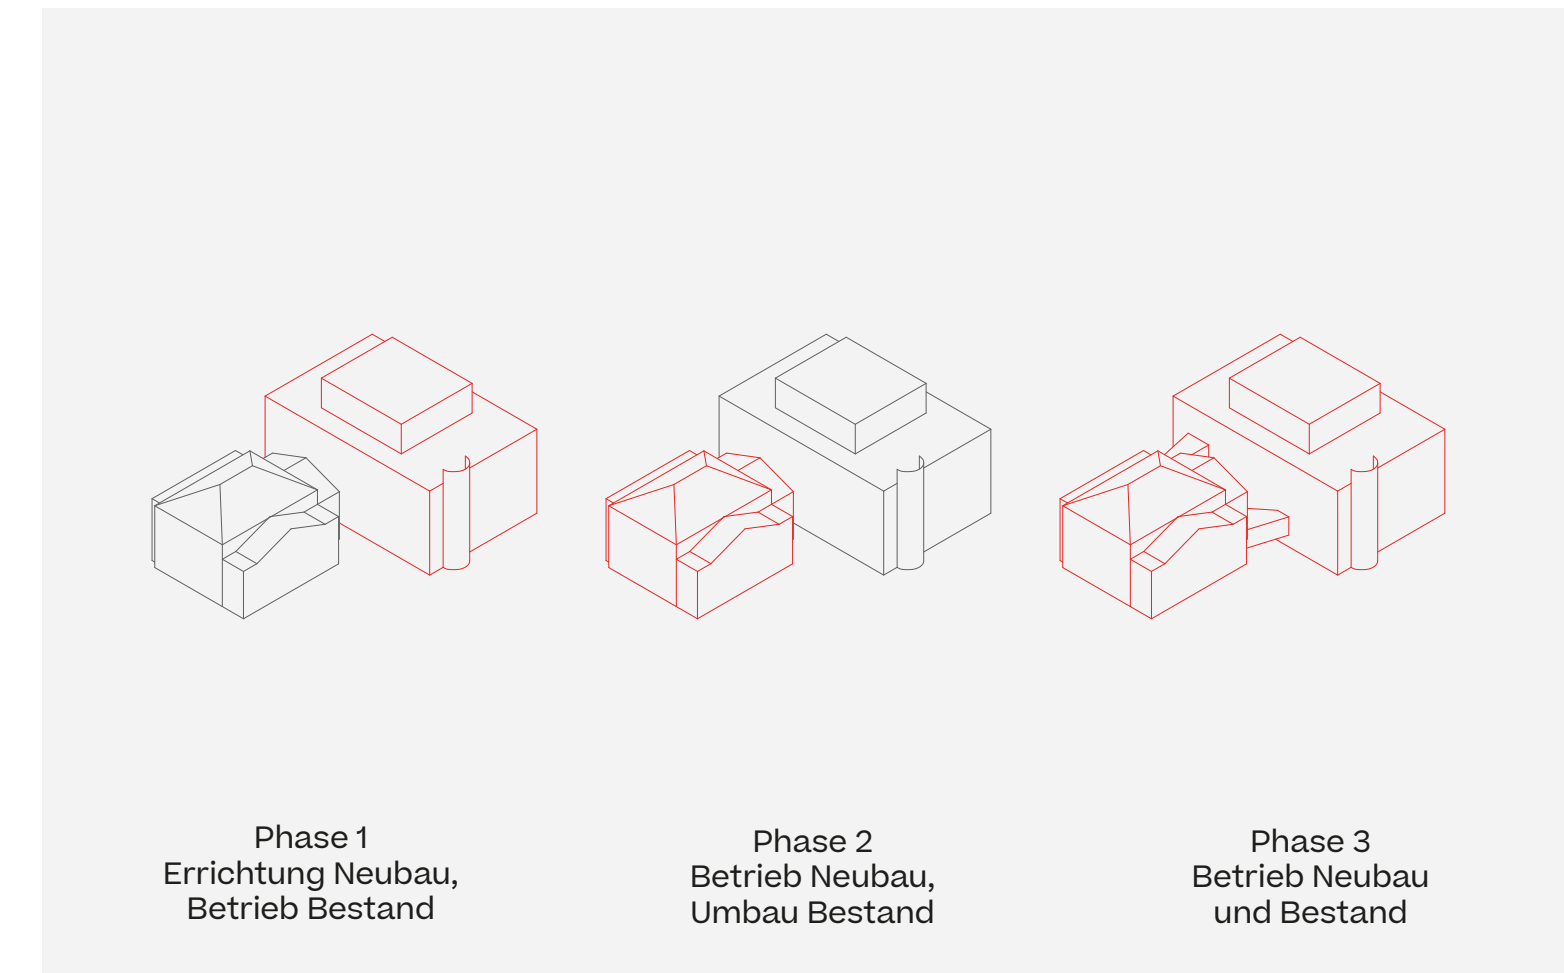 Phase 1
Errichtung Neubau,
Betrieb Bestand
Phase 2
Betrieb Neubau,
Umbau Bestand
Phase 3
Betrieb Neubau
und Bestand